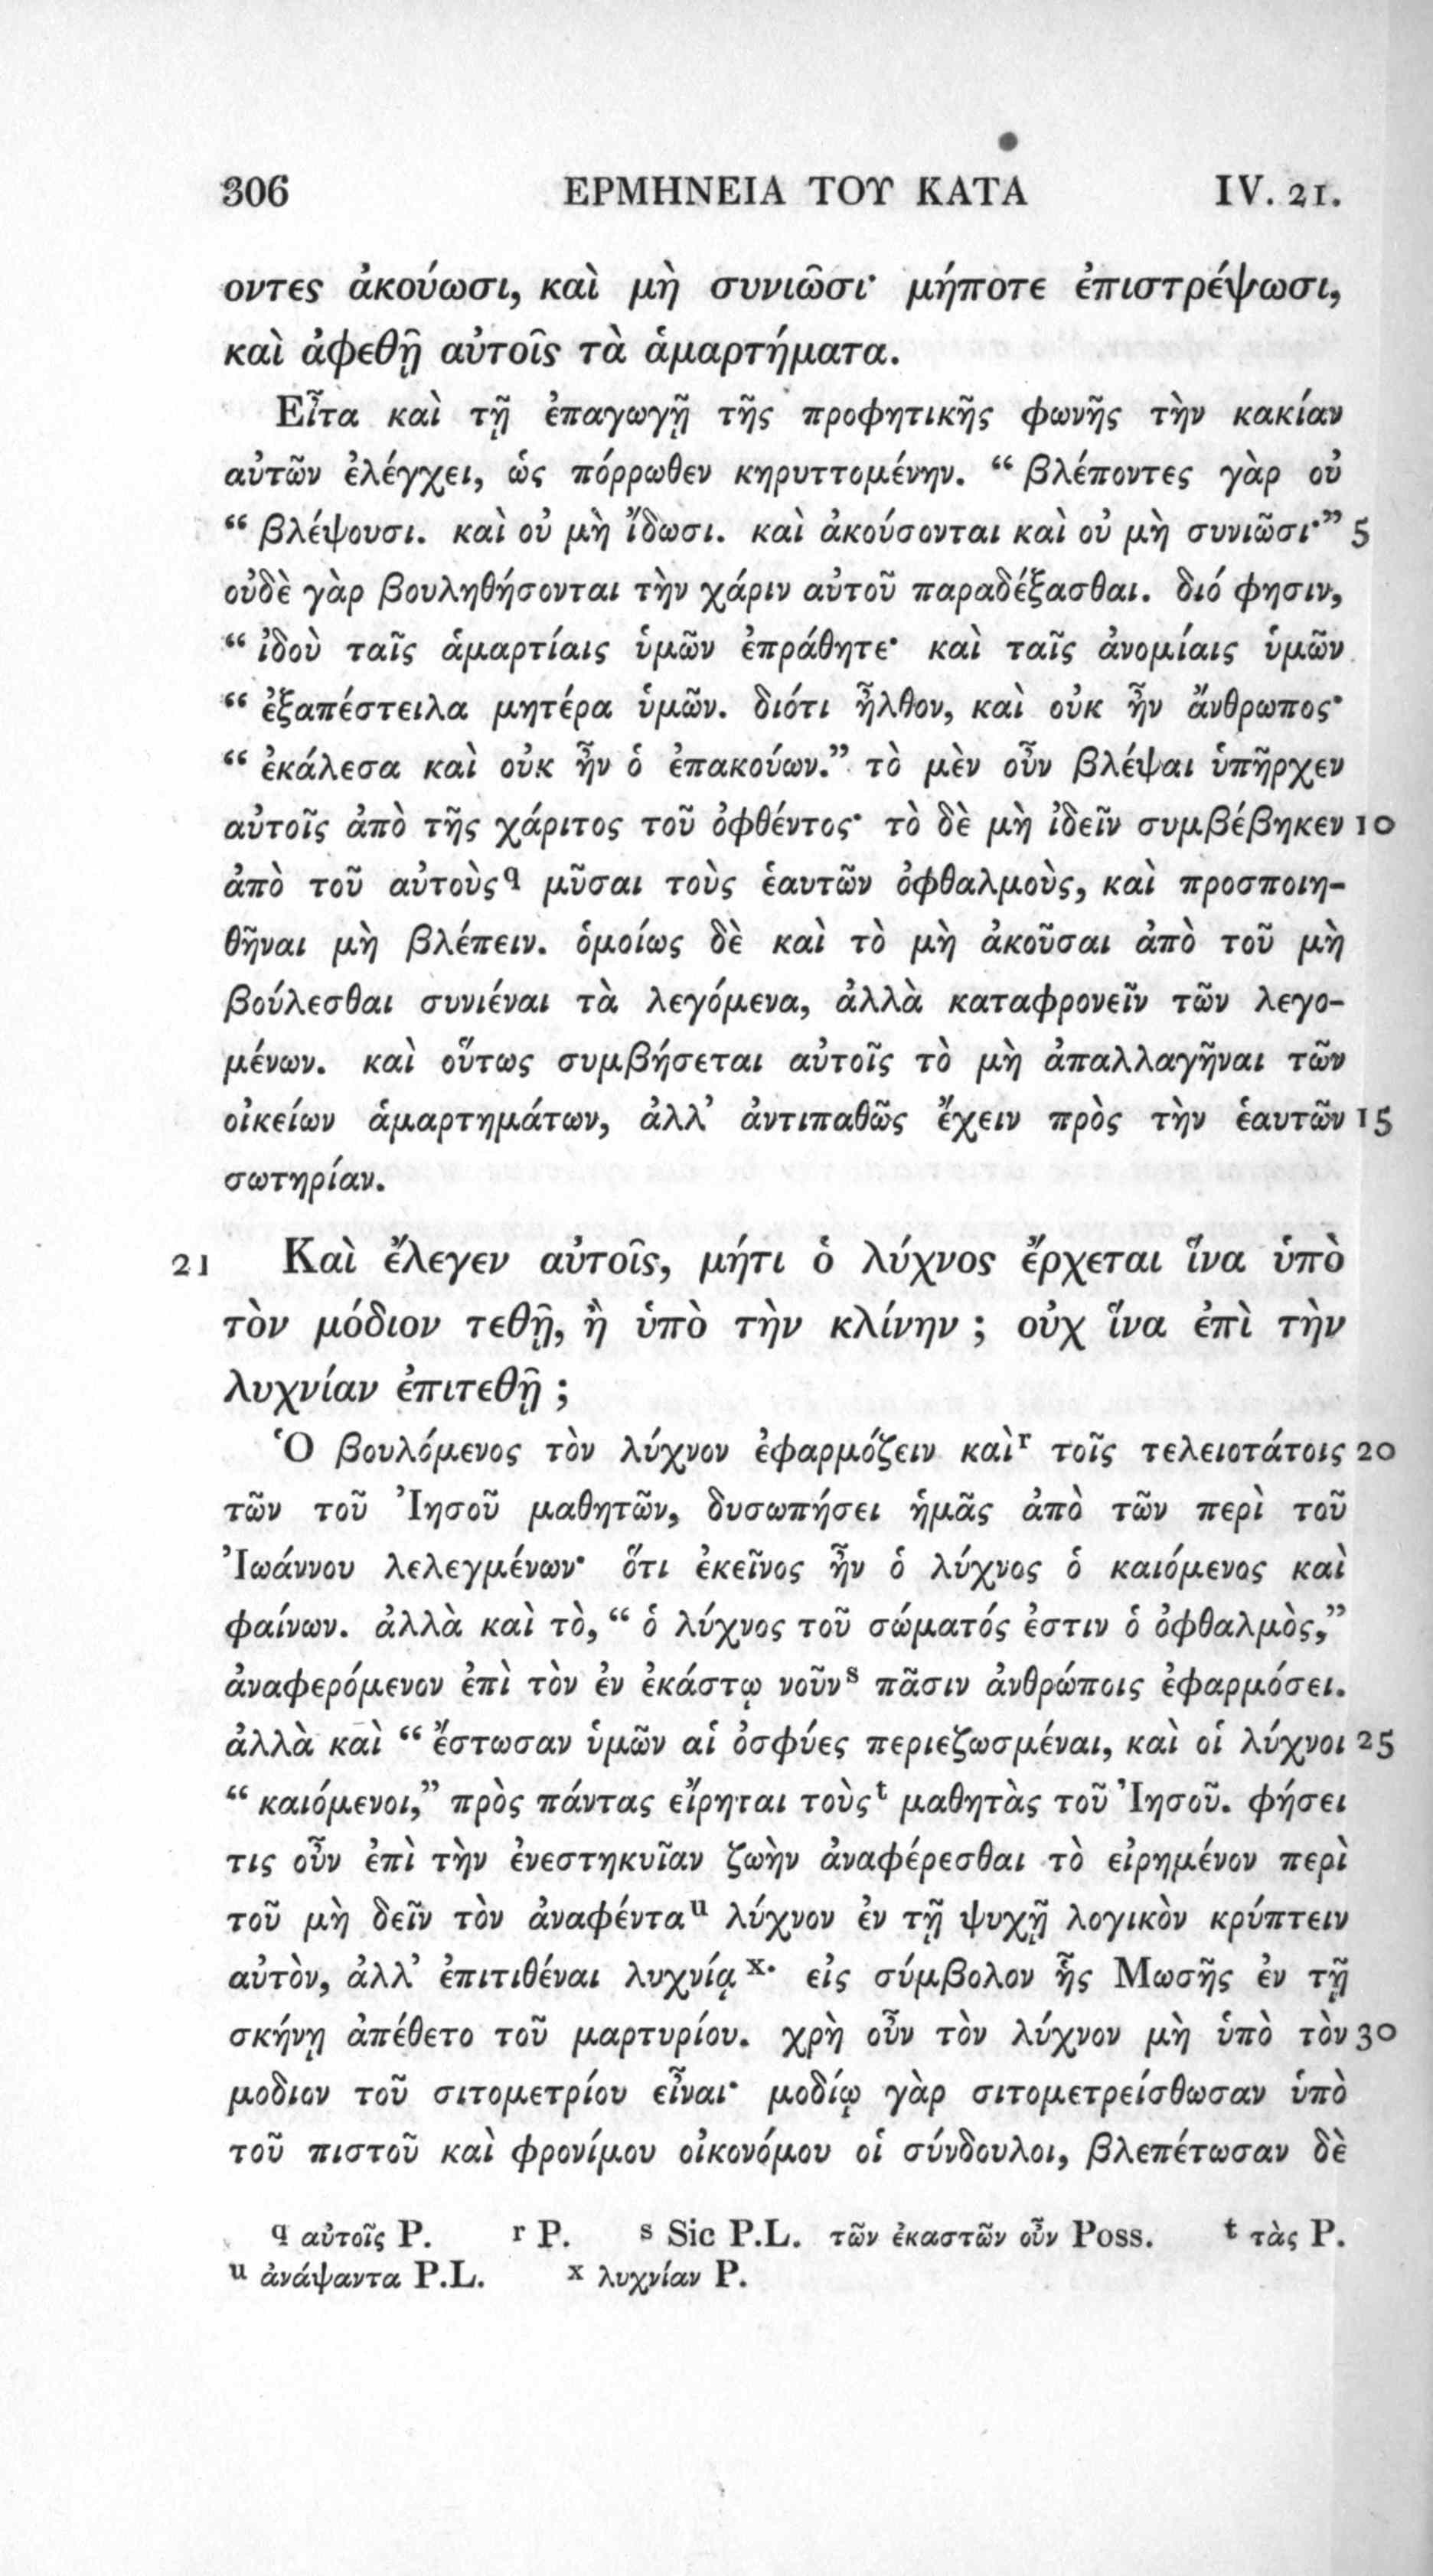 306 ΕΡΜΗΝΕΙΑ ΤΟΥ ΚΑΤΑ IV. 21.
οντες ἀκούωσι, καὶ μὴ συνιῶσι· μήποτε ἐπιστρέψωσι,
καὶ ἀφεθῇ αὐτοῖς τὰ ἁμαρτήματα.
Εἶτα καὶ τῇ ἐπαγωγῇ τῆς προφητικῆς φωνῆς τὴν κακίαν
αὐτῶν ἐλέγχει, ὡς πόρρωθεν κηρυττομένην. “ βλέποντες γὰρ οὐ
“ βλέψουσι. καὶ οὐ μὴ ἴδωσι. καὶ ἀκούσονται καὶ οὐ μὴ συνιῶσι·” 5
οὐδὲ γὰρ βουληθήσονται τὴν χάριν αὐτοῦ παραδέξασθαι. διό φησιν,
“ ἰδοὺ ταῖς ἁμαρτίαις ὑμῶν ἐπράθητε· καὶ ταῖς ἀνομίαις ὑμῶν
“ ἐξαπέστειλα μητέρα ὑμῶν. διότι ἦλθον, καὶ οὐκ ἦν ἄνθρωπος·
“ ἐκάλεσα καὶ οὐκ ἦν ὁ ἐπακούων.” τὸ μὲν οὖν βλέψαι ὑπῆρχεν
αὐτοῖς ἀπὸ τῆς χάριτος τοῦ ὀφθέντος· τὸ δὲ μὴ ἰδεῖν συμβέβηκεν 10
ἀπὸ τοῦ αὐτοὺς q μῦσαι τοὺς ἑαυτῶν ὀφθαλμοὺς, καὶ προσποιη-
θῆναι μὴ βλέπειν. ὁμοίως δὲ καὶ τὸ μὴ ἀκοῦσαι ἀπὸ τοῦ μὴ
βούλεσθαι συνιέναι τὰ λεγόμενα, ἀλλὰ καταφρονεῖν τῶν λεγο-
μένων. καὶ οὕτως συμβήσεται αὐτοῖς τὸ μὴ ἀπαλλαγῆναι τῶν
οἰκείων ἁμαρτημάτων, ἀλλ’ ἀντιπαθῶς ἔχειν πρὸς τὴν ἑαυτῶν 15
σωτηρίαν.
21 Καὶ ἔλεγεν αὐτοῖς, μήτι ὁ λύχνος ἔρχεται ἵνα ὑπὸ
τὸν μόδιον τεθῇ, ἢ ὑπὸ τὴν κλίνην ; οὐχ ἵνα ἐπὶ τὴν
λυχνίαν ἐπιτεθῇ ;
Ὁ βουλόμενος τὸν λύχνον ἐφαρμόζειν καὶ r τοῖς τελειοτάτοις 20
τῶν τοῦ Ἰησοῦ μαθητῶν, δυσωπήσει ἡμᾶς ἀπὸ τῶν περὶ τοῦ
Ἰωάννου λελεγμένων· ὅτι ἐκεῖνος ἦν ὁ λύχνος ὁ καιόμενος καὶ
φαίνων. ἀλλὰ καὶ τὸ, “ ὁ λύχνος τοῦ σώματός ἐστιν ὁ ὀφθαλμὸς,”
ἀναφερόμενον ἐπὶ τὸν ἐν ἑκάστῳ νοῦν s πᾶσιν ἀνθρώποις ἐφαρμόσει.
ἀλλὰ καὶ “ ἔστωσαν ὑμῶν αἱ ὀσφύες περιεζωσμέναι, καὶ οἱ λύχνοι 25
“ καιόμενοι,” πρὸς πάντας εἴρηται τοὺς t μαθητὰς τοῦ Ἰησοῦ. φήσει
τις οὖν ἐπὶ τὴν ἐνεστηκυῖαν ζωὴν ἀναφέρεσθαι τὸ εἰρημένον περὶ
τοῦ μὴ δεῖν τὸν ἀναφέντα u λύχνον ἐν τῇ ψυχῇ λογικὸν κρύπτειν
αὐτὸν, ἀλλ’ ἐπιτιθέναι λυχνίᾳ x· εἰς σύμβολον ἧς Μωσῆς ἐν τῇ
σκήνῃ ἀπέθετο τοῦ μαρτυρίου. χρὴ οὖν τὸν λύχνον μὴ ὑπὸ τὸν 30
μοδιον τοῦ σιτομετρίου εἶναι· μοδίῳ γὰρ σιτομετρείσθωσαν ὑπὸ
τοῦ πιστοῦ καὶ φρονίμου οἰκονόμου οἱ σύνδουλοι, βλεπέτωσαν δὲ
q αὐτοῖς P. r P. s Sic P.L. τῶν ἑκαστῶν οὖν Poss. t τὰς P.
u ἀνάψαντα P.L. x λυχνίαν P.